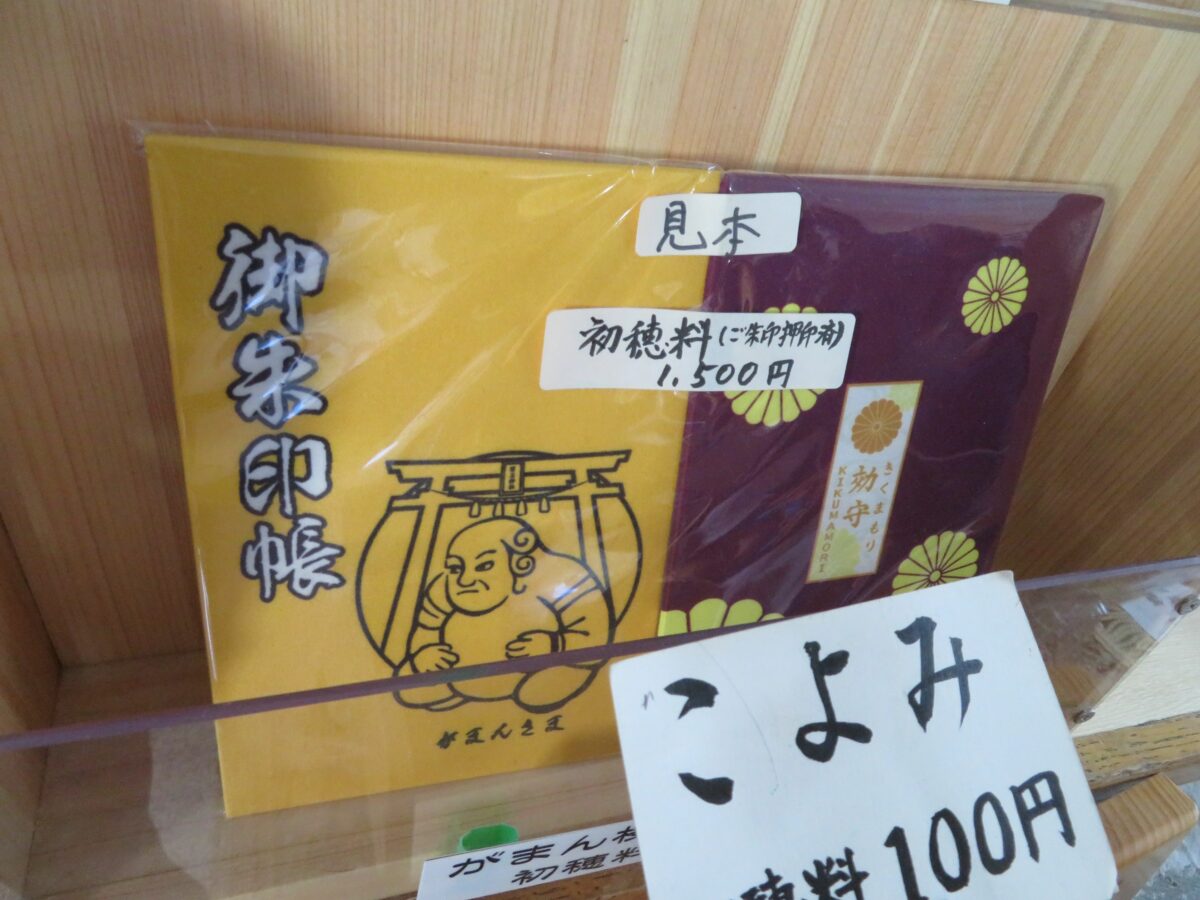 御朱印帳
がまんさま
見本
初穂料(ご朱印押印済)
1.500円
きくまもり
効守
KIKUMAMORI
こよみ
穂料100円
がまん
初穂料